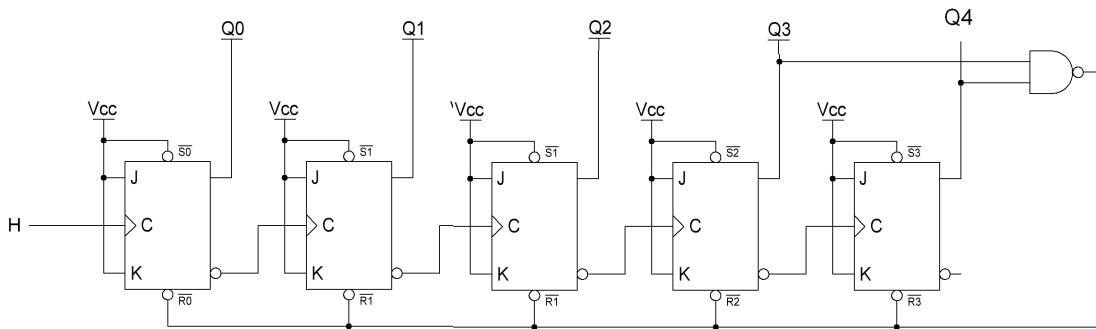 Q0 Q1 Q2 Q3 Q4
Vcc Vcc Vcc Vcc Vcc
S0 S1 S1 S2 S3
J J J J J
H C C C C C
K K K K K
R0 R1 R1 R2 R3